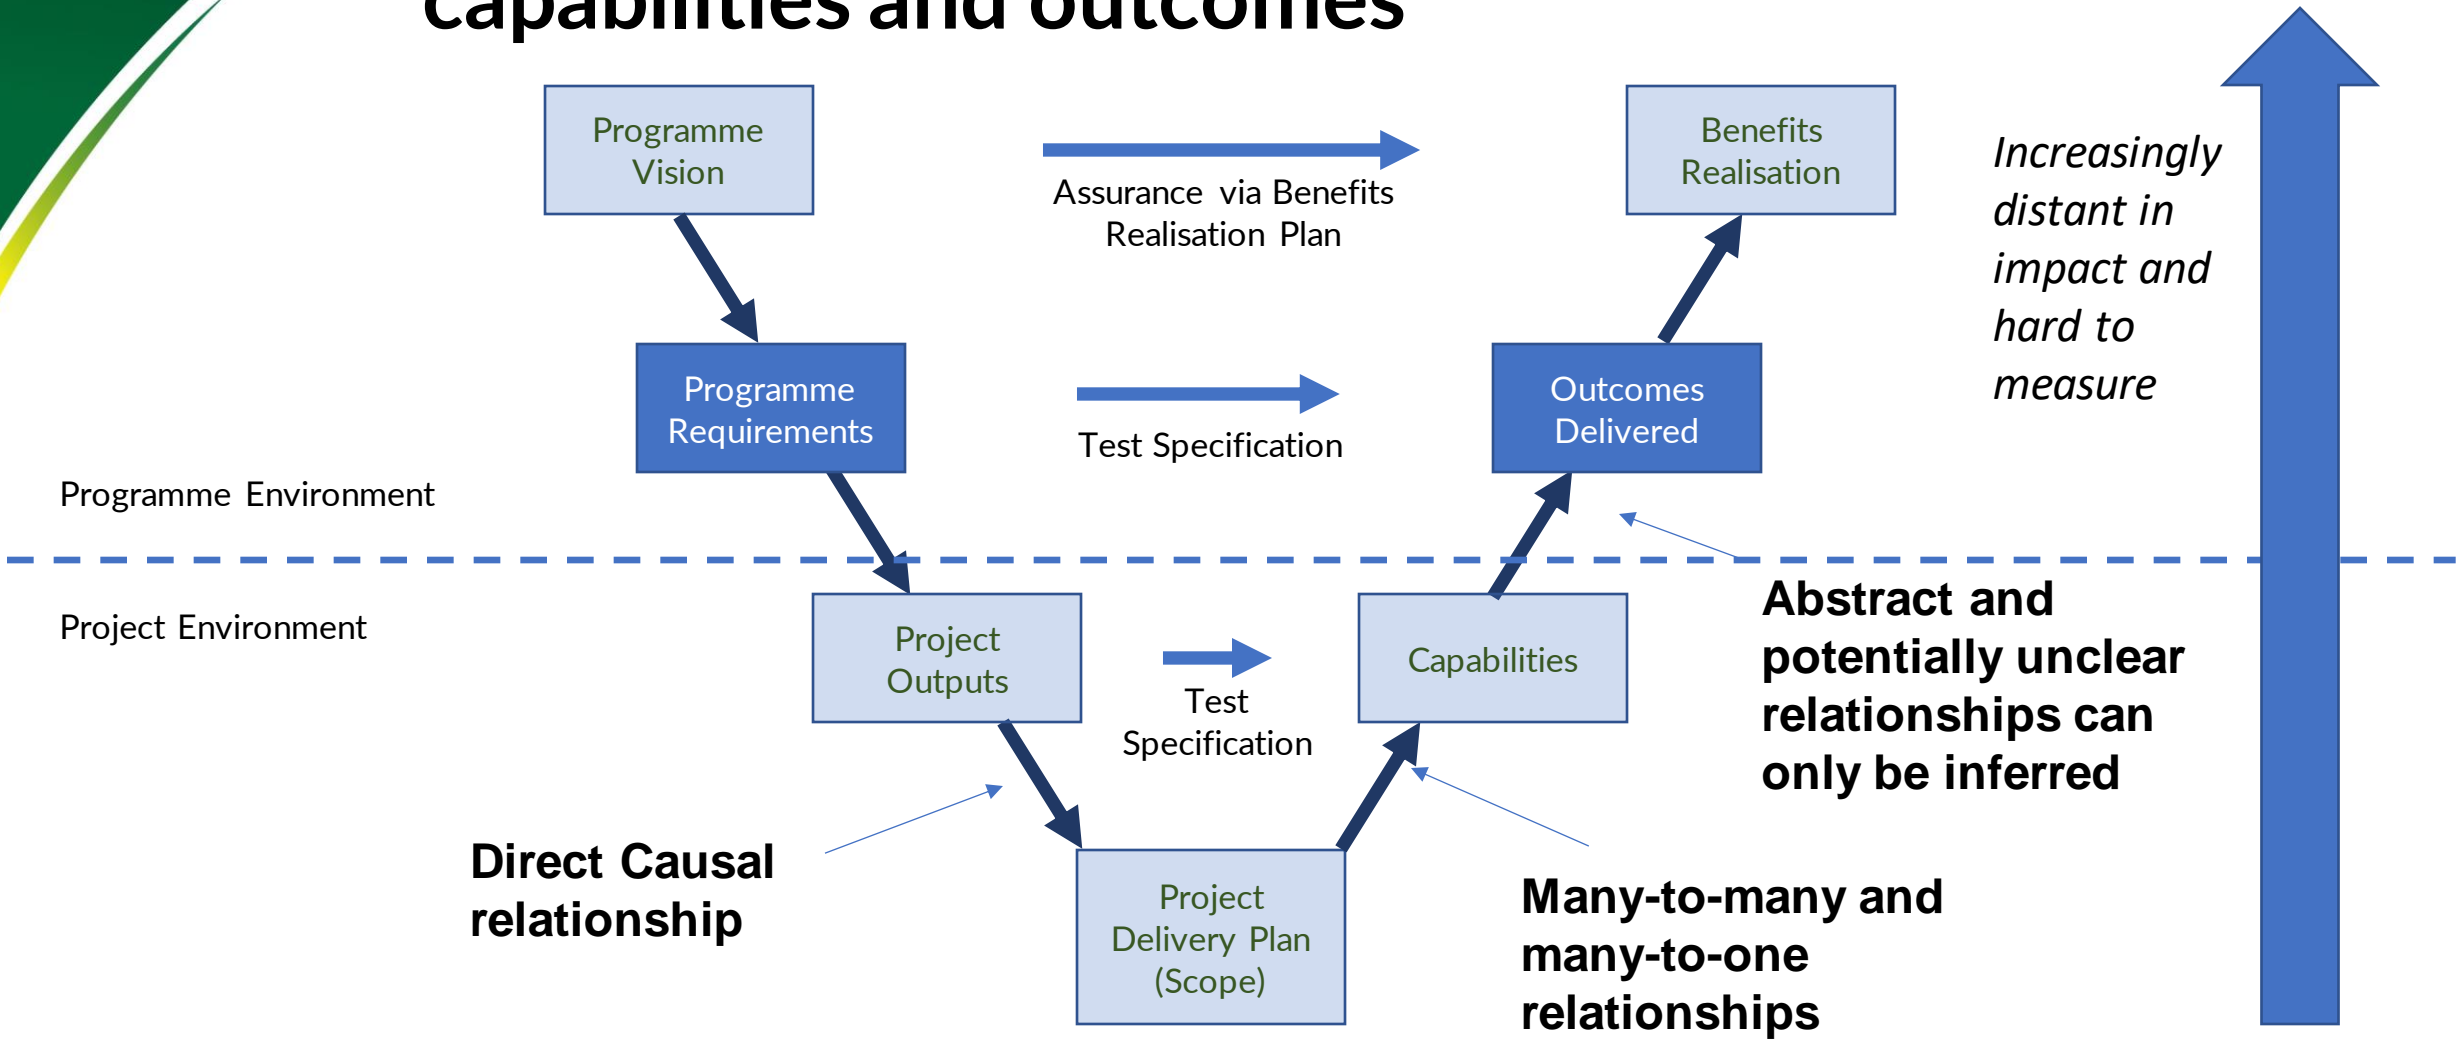 capabilities and outcomes
Programme
Vision
Assurance via Benefits
Realisation Plan
Benefits
Realisation
Increasingly
distant in
impact and
hard to
measure
Programme
Requirements
Test Specification
Outcomes
Delivered
Programme Environment
Project Environment
Project
Outputs
Test
Specification
Capabilities
Abstract and
potentially unclear
relationships can
only be inferred
Direct Causal
relationship
Project
Delivery Plan
(Scope)
Many-to-many and
many-to-one
relationships